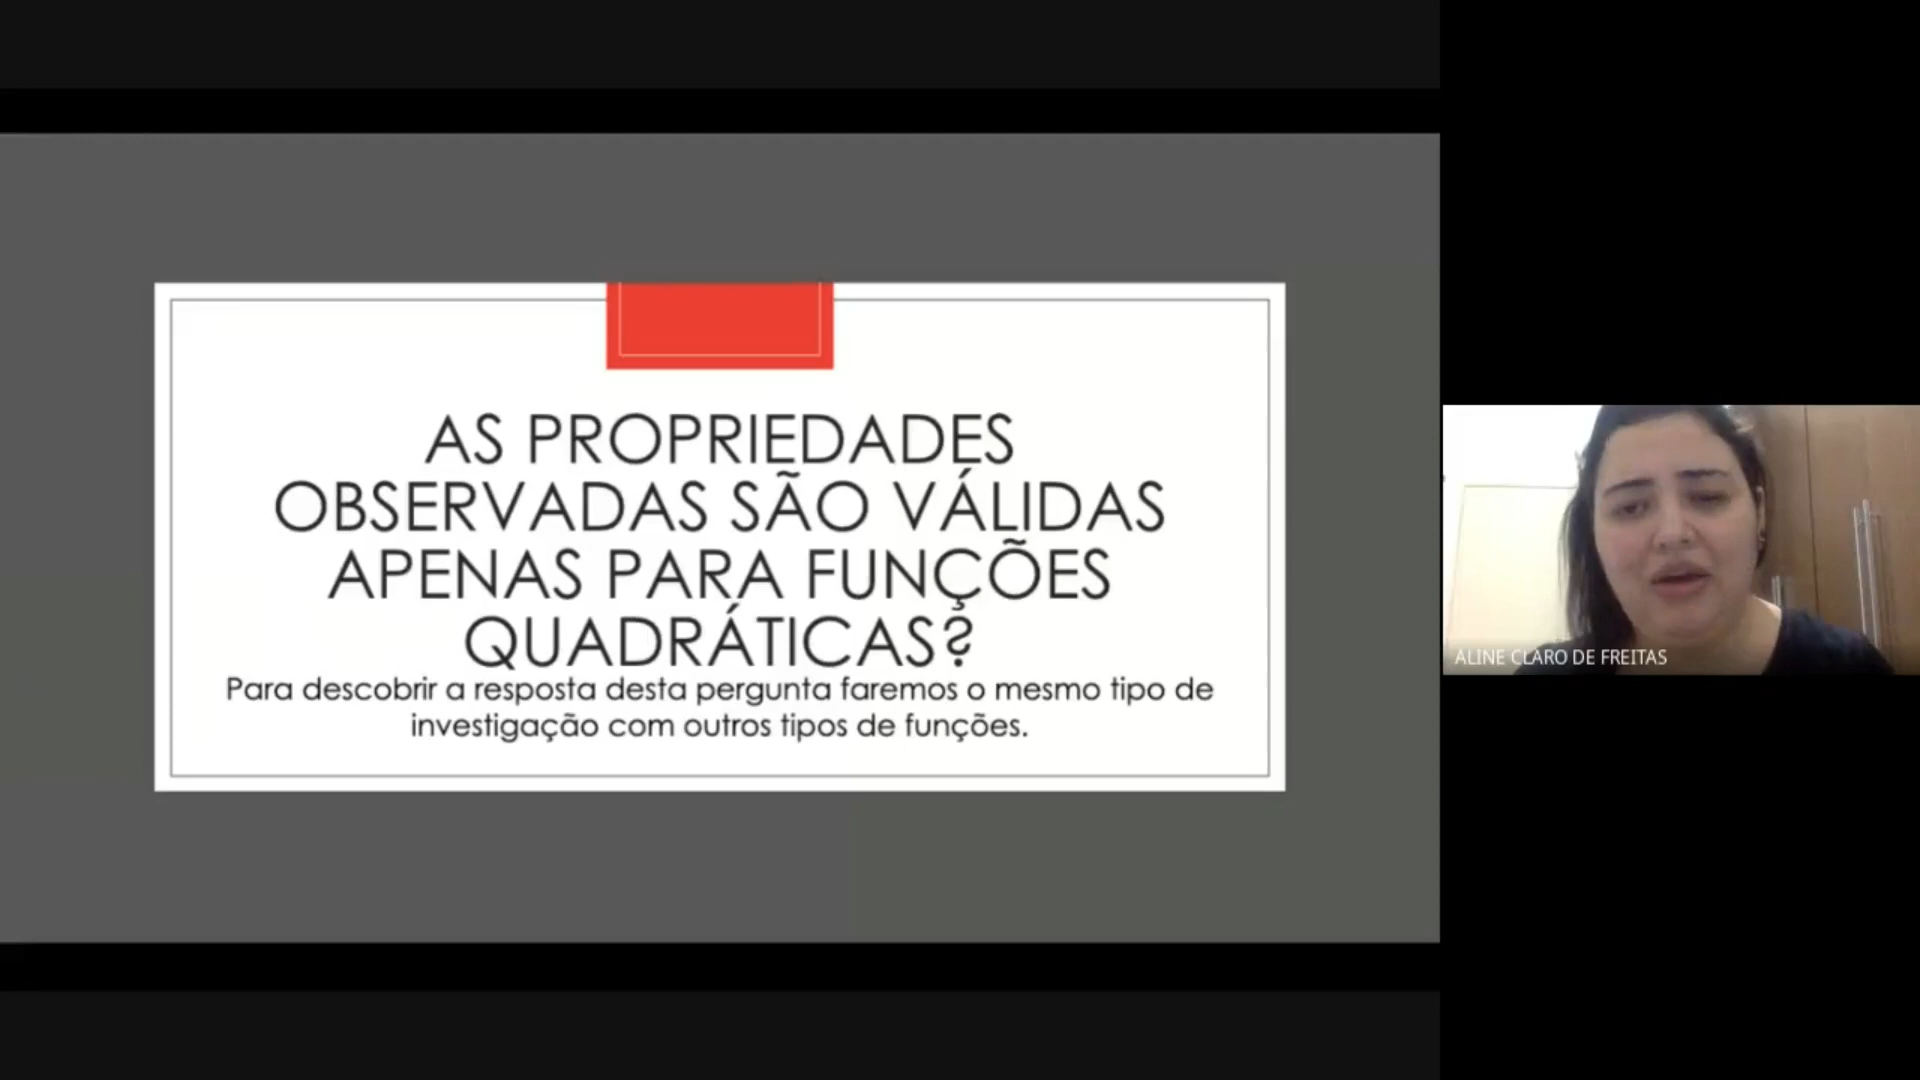 AS PROPRIEDADES
OBSERVADAS SÃO VÁLIDAS
APENAS PARA FUNÇÕES
QUADRÁTICAS?
Para descobrir a resposta desta pergunta faremos o mesmo tipo de
investigação com outros tipos de funções.
ALINE CLARO DE FREITAS